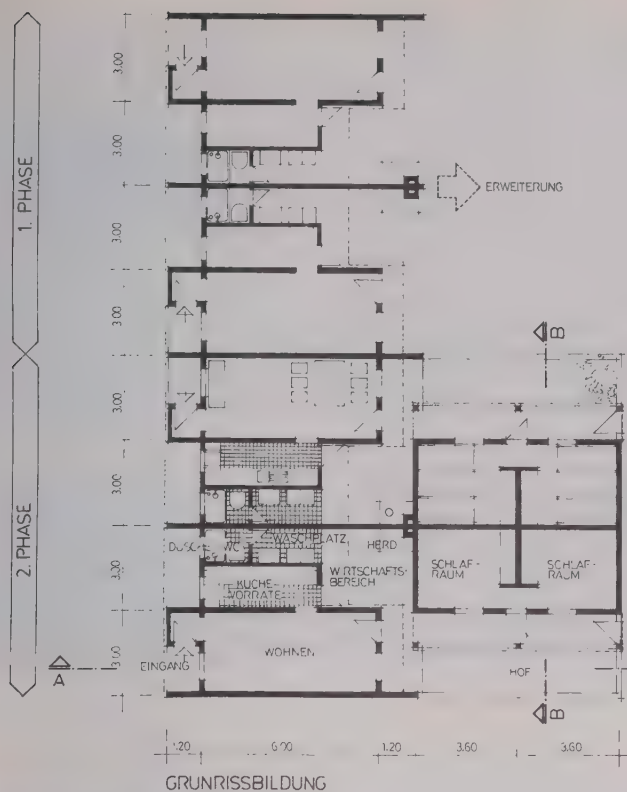 3.00
3.00
3.00
3.00
3.00
3.00
3.00
3.00
1. PHASE
2. PHASE
ERWEITERUNG
B
WC
WASCHPLATZ
HERD
KÜCHE
VORRÄTE
WIRTSCHAFTS-
BEREICH
SCHLAF-
RAUM
SCHLAF-
RAUM
WOHNEN
EINGANG
HOF
A
B
1.20
6.00
1.20
3.60
3.60
GRUNRISSBILDUNG